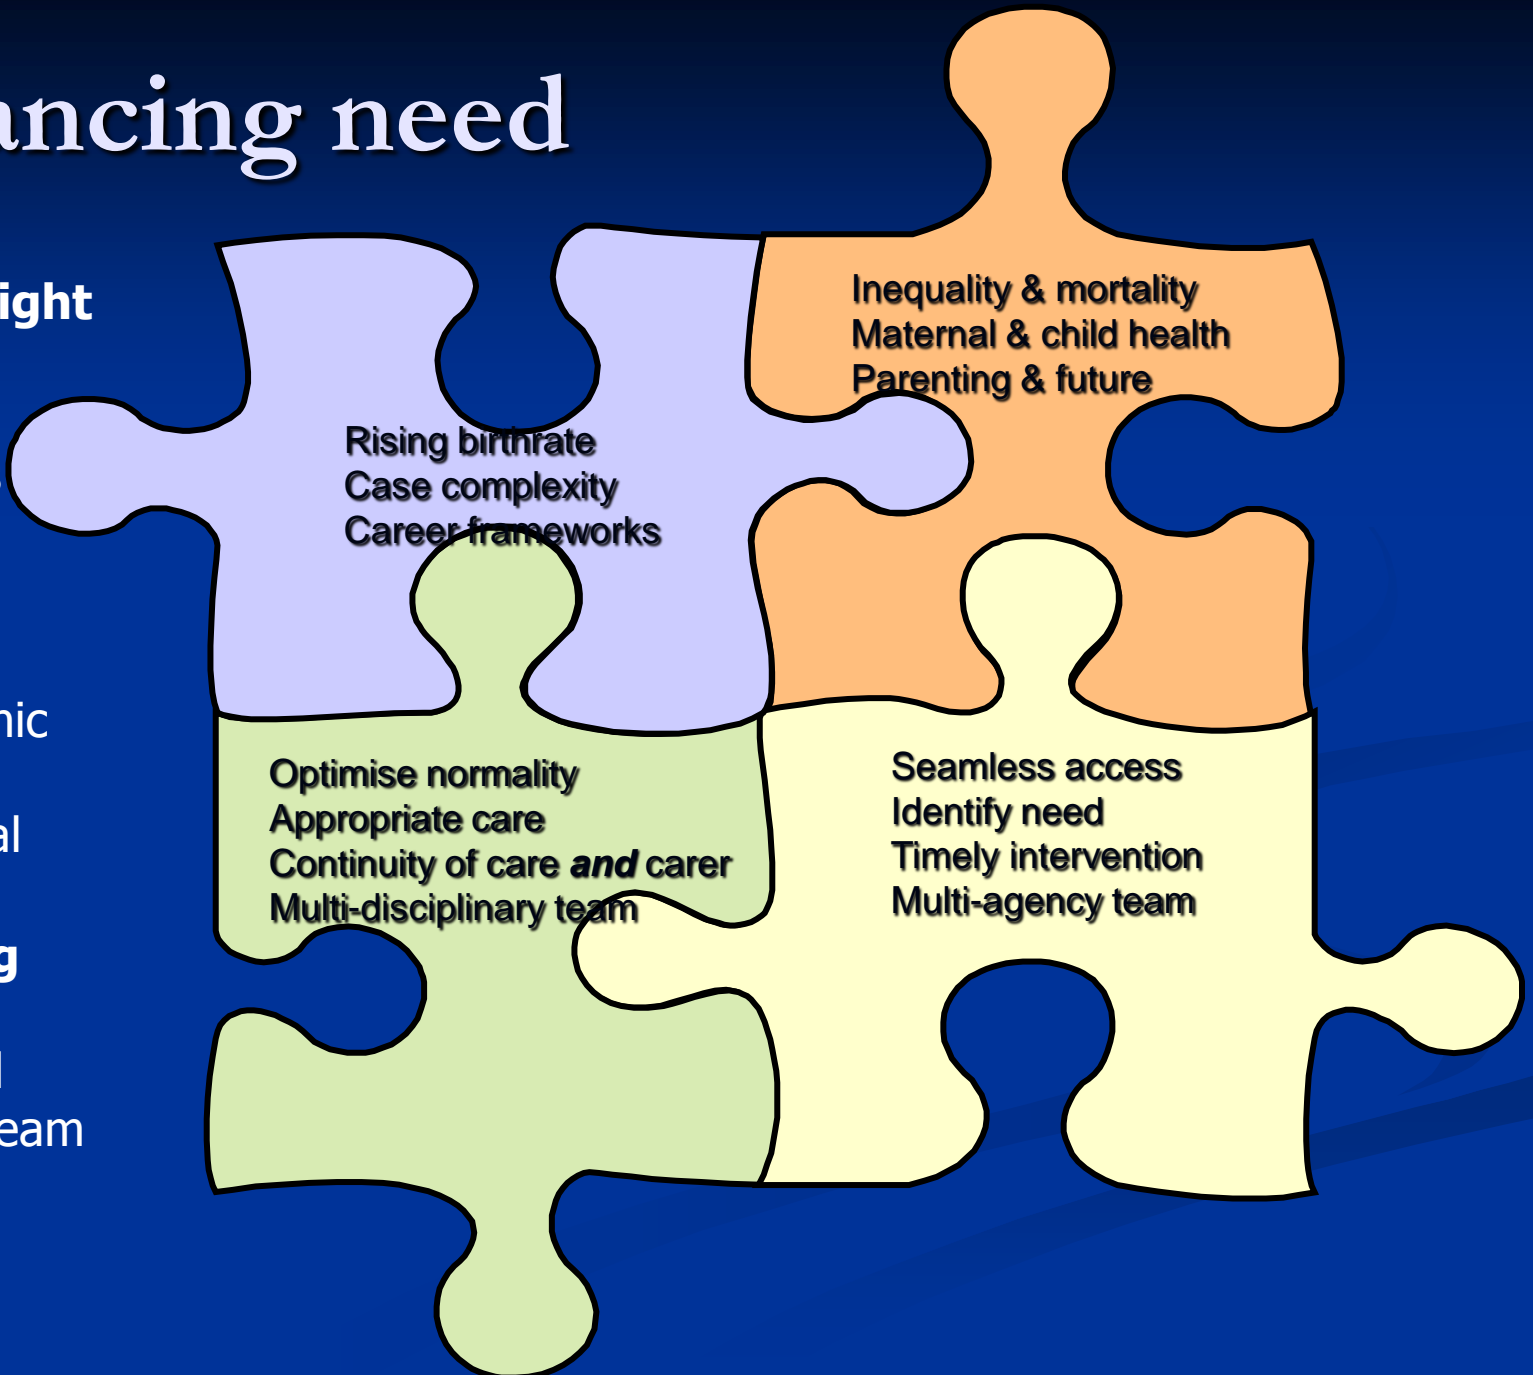 ancing need
ight
nic
al
g
eam
Rising birthrate
Case complexity
Career frameworks
Inequality & mortality
Maternal & child health
Parenting & future
Optimise normality
Appropriate care
Continuity of care and carer
Multi-disciplinary team
Seamless access
Identify need
Timely intervention
Multi-agency team